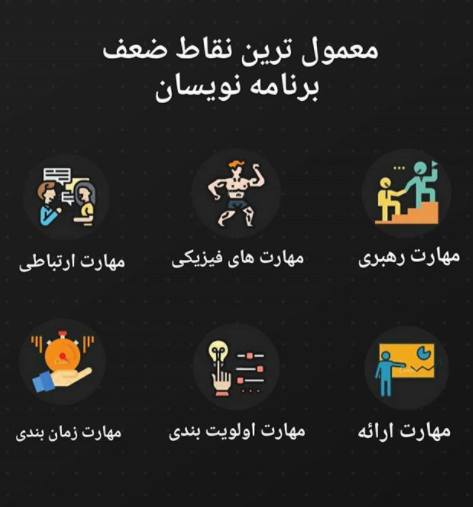 معمول ترین نقاط ضعف
برنامه نویسان
مهارت رهبری
مهارت های فیزیکی
مهارت ارتباطی
مهارت ارائه
مهارت اولویت بندی
مهارت زمان بندی